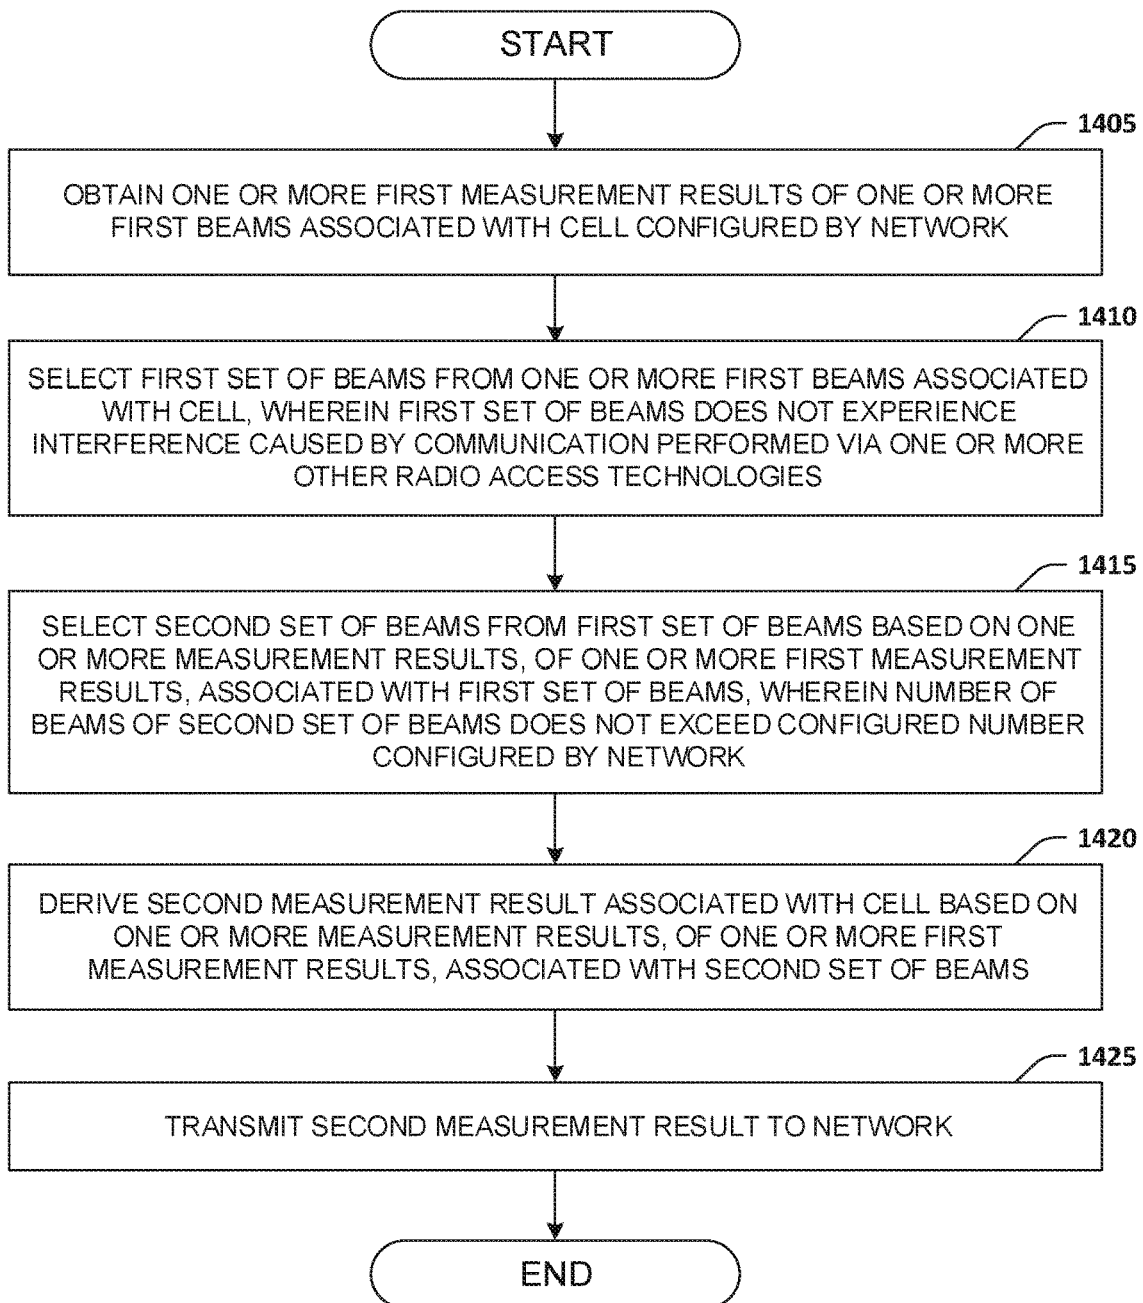 START
1405
OBTAIN ONE OR MORE FIRST MEASUREMENT RESULTS OF ONE OR MORE
FIRST BEAMS ASSOCIATED WITH CELL CONFIGURED BY NETWORK
1410
SELECT FIRST SET OF BEAMS FROM ONE OR MORE FIRST BEAMS ASSOCIATED
WITH CELL, WHEREIN FIRST SET OF BEAMS DOES NOT EXPERIENCE
INTERFERENCE CAUSED BY COMMUNICATION PERFORMED VIA ONE OR MORE
OTHER RADIO ACCESS TECHNOLOGIES
1415
SELECT SECOND SET OF BEAMS FROM FIRST SET OF BEAMS BASED ON ONE
OR MORE MEASUREMENT RESULTS, OF ONE OR MORE FIRST MEASUREMENT
RESULTS, ASSOCIATED WITH FIRST SET OF BEAMS, WHEREIN NUMBER OF
BEAMS OF SECOND SET OF BEAMS DOES NOT EXCEED CONFIGURED NUMBER
CONFIGURED BY NETWORK
1420
DERIVE SECOND MEASUREMENT RESULT ASSOCIATED WITH CELL BASED ON
ONE OR MORE MEASUREMENT RESULTS, OF ONE OR MORE FIRST
MEASUREMENT RESULTS, ASSOCIATED WITH SECOND SET OF BEAMS
1425
TRANSMIT SECOND MEASUREMENT RESULT TO NETWORK
END